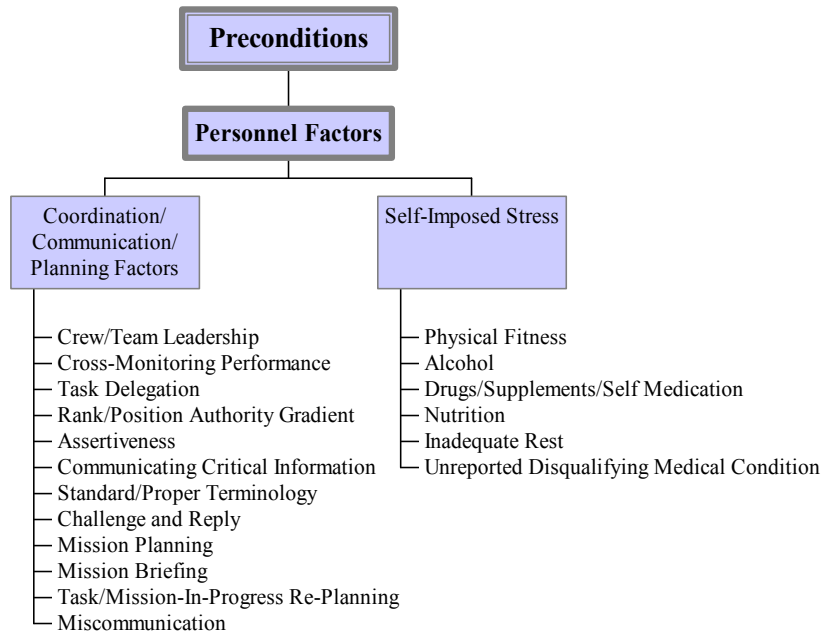 Preconditions
Personnel Factors
Coordination/
Communication/
Planning Factors
Crew/Team Leadership
Cross-Monitoring Performance
Task Delegation
Rank/Position Authority Gradient
Assertiveness
Communicating Critical Information
Standard/Proper Terminology
Challenge and Reply
Mission Planning
Mission Briefing
Task/Mission-In-Progress Re-Planning
Miscommunication
Self-Imposed Stress
Physical Fitness
Alcohol
Drugs/Supplements/Self Medication
Nutrition
Inadequate Rest
Unreported Disqualifying Medical Condition